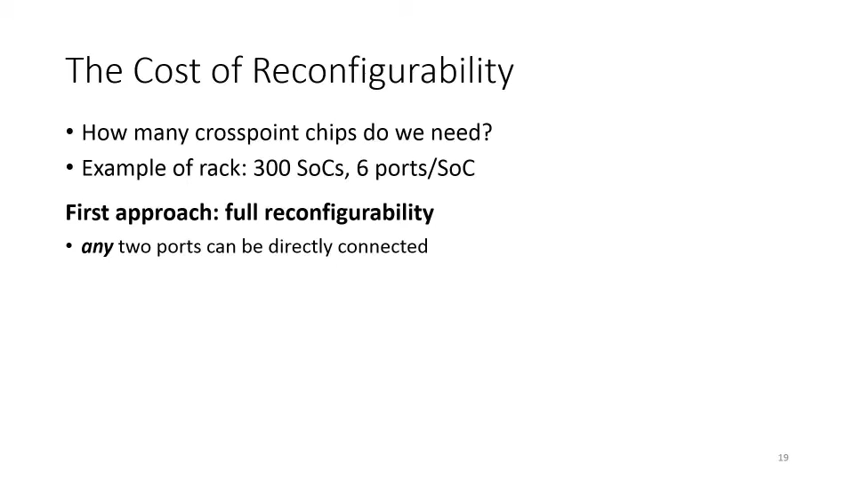 The Cost of Reconfigurability
• How many crosspoint chips do we need?
• Example of rack: 300 SoCs, 6 ports/SoC
First approach: full reconfigurability
• any two ports can be directly connected
19